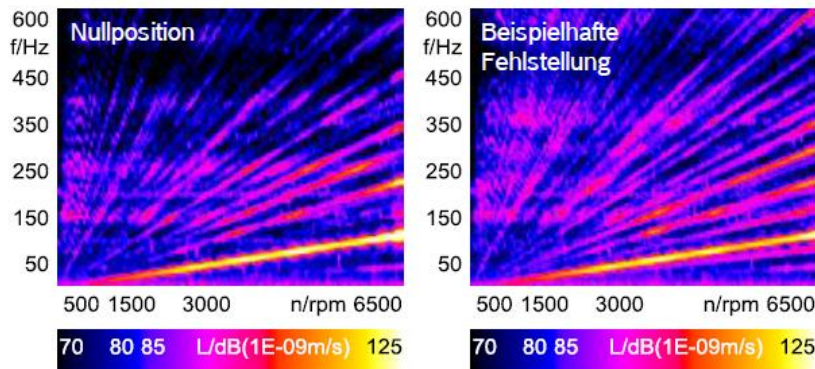 600
f/Hz
450
350
250
150
50
Nullposition
500 1500 3000 n/rpm 6500
70 80 85 L/dB(1E-09m/s) 125
600
f/Hz
450
350
250
150
50
Beispielhafte
Fehlstellung
500 1500 3000 n/rpm 6500
70 80 85 L/dB(1E-09m/s) 125